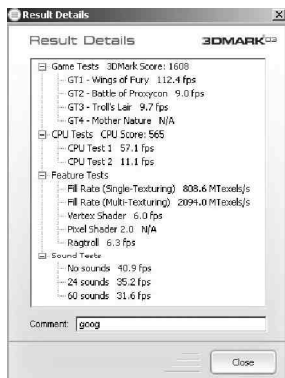 Result Details
Result Details
3DMARK03
Game Tests 3DMark Score: 1608
GT1 - Wings of Fury 112.4 fps
GT2 - Battle of Proxycon 9.0 fps
GT3 - Troll's Lair 9.7 fps
GT4 - Mother Nature N/A
CPU Tests CPU Score: 565
CPU Test 1 57.1 fps
CPU Test 2 11.1 fps
Feature Tests
Fill Rate (Single-Texturing) 808.6 MTexels/s
Fill Rate (Multi-Texturing) 2094.0 MTexels/s
Vertex Shader 6.0 fps
Pixel Shader 2.0 N/A
Ragtroll 6.3 fps
Sound Tests
No sounds 40.9 fps
24 sounds 35.2 fps
60 sounds 31.6 fps
Comment: goog
Close